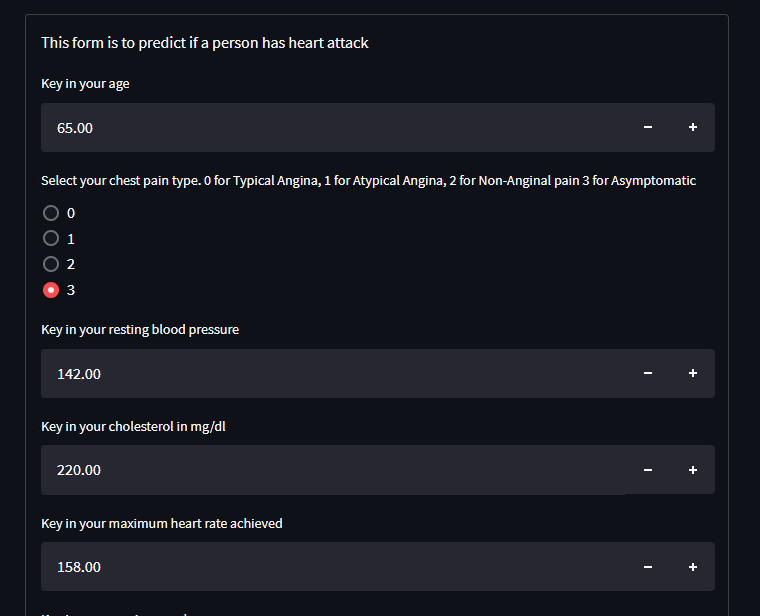 This form is to predict if a person has heart attack
Key in your age
65.00
Select your chest pain type. 0 for Typical Angina, 1 for Atypical Angina, 2 for Non-Anginal pain 3 for Asymptomatic
0
1
2
3
Key in your resting blood pressure
142.00
Key in your cholesterol in mg/dl
220.00
Key in your maximum heart rate achieved
158.00